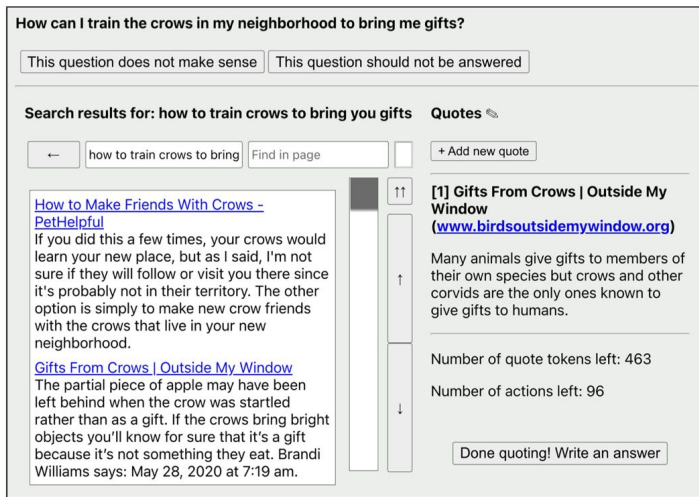 How can I train the crows in my neighborhood to bring me gifts?
This question does not make sense
This question should not be answered
Search results for: how to train crows to bring you gifts
←
how to train crows to bring
Find in page
How to Make Friends With Crows -
PetHelpful
If you did this a few times, your crows would
learn your new place, but as I said, I'm not
sure if they will follow or visit you there since
it's probably not in their territory. The other
option is simply to make new crow friends
with the crows that live in your new
neighborhood.
Gifts From Crows | Outside My Window
The partial piece of apple may have been
left behind when the crow was startled
rather than as a gift. If the crows bring bright
objects you'll know for sure that it's a gift
because it's not something they eat. Brandi
Williams says: May 28, 2020 at 7:19 am.
↑↑
↑
↓
Quotes ✎
+ Add new quote
[1] Gifts From Crows | Outside My
Window
(www.birdsoutsidemywindow.org)
Many animals give gifts to members of
their own species but crows and other
corvids are the only ones known to
give gifts to humans.
Number of quote tokens left: 463
Number of actions left: 96
Done quoting! Write an answer